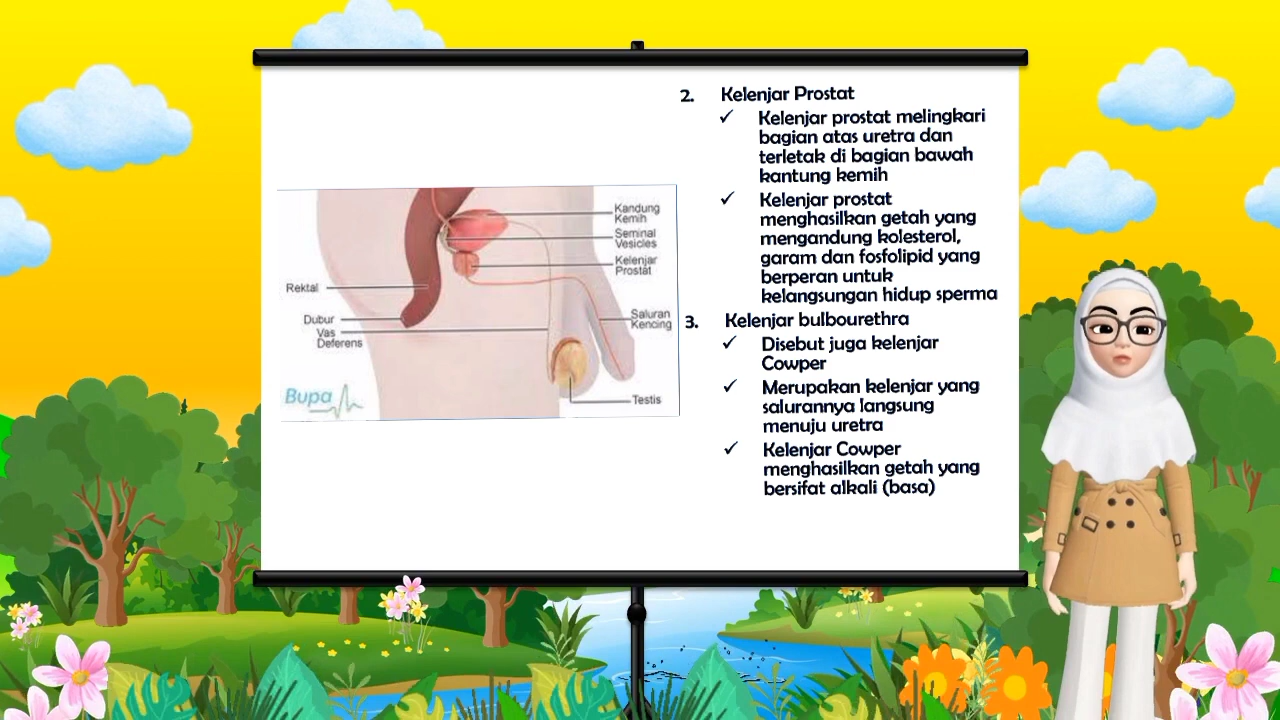 2. Kelenjar Prostat
✓ Kelenjar prostat melingkari
bagian atas uretra dan
terletak di bagian bawah
kantung kemih
✓ Kelenjar prostat
menghasilkan getah yang
mengandung kolesterol,
garam dan fosfolipid yang
berperan untuk
kelangsungan hidup sperma
3. Kelenjar bulbourethra
✓ Disebut juga kelenjar
Cowper
✓ Merupakan kelenjar yang
salurannya langsung
menuju uretra
✓ Kelenjar Cowper
menghasilkan getah yang
bersifat alkali (basa)
Kandung
Kemih
Seminal
Vesicles
Kelenjar
Prostat
Rektal
Dubur
Vas
Deferens
Saluran
Kencing
Testis
Bupa